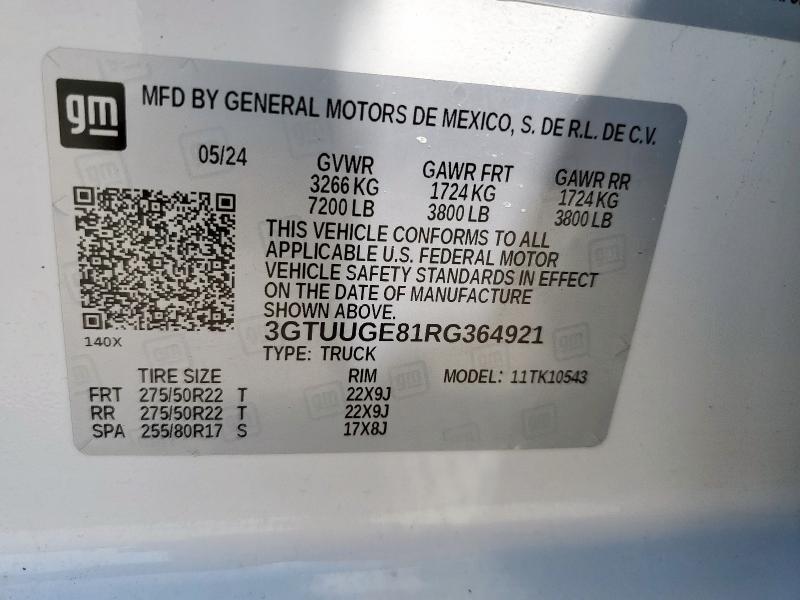 gm MFD BY GENERAL MOTORS DE MEXICO, S. DE R.L. DE C.V.
05/24 GVWR GAWR FRT GAWR RR
3266 KG 1724 KG 1724 KG
7200 LB 3800 LB 3800 LB
THIS VEHICLE CONFORMS TO ALL
APPLICABLE U.S. FEDERAL MOTOR
VEHICLE SAFETY STANDARDS IN EFFECT
ON THE DATE OF MANUFACTURE
SHOWN ABOVE.
140X 3GTUUGE81RG364921
TYPE: TRUCK
TIRE SIZE RIM MODEL: 11TK10543
FRT 275/50R22 T 22X9J
RR 275/50R22 T 22X9J
SPA 255/80R17 S 17X8J